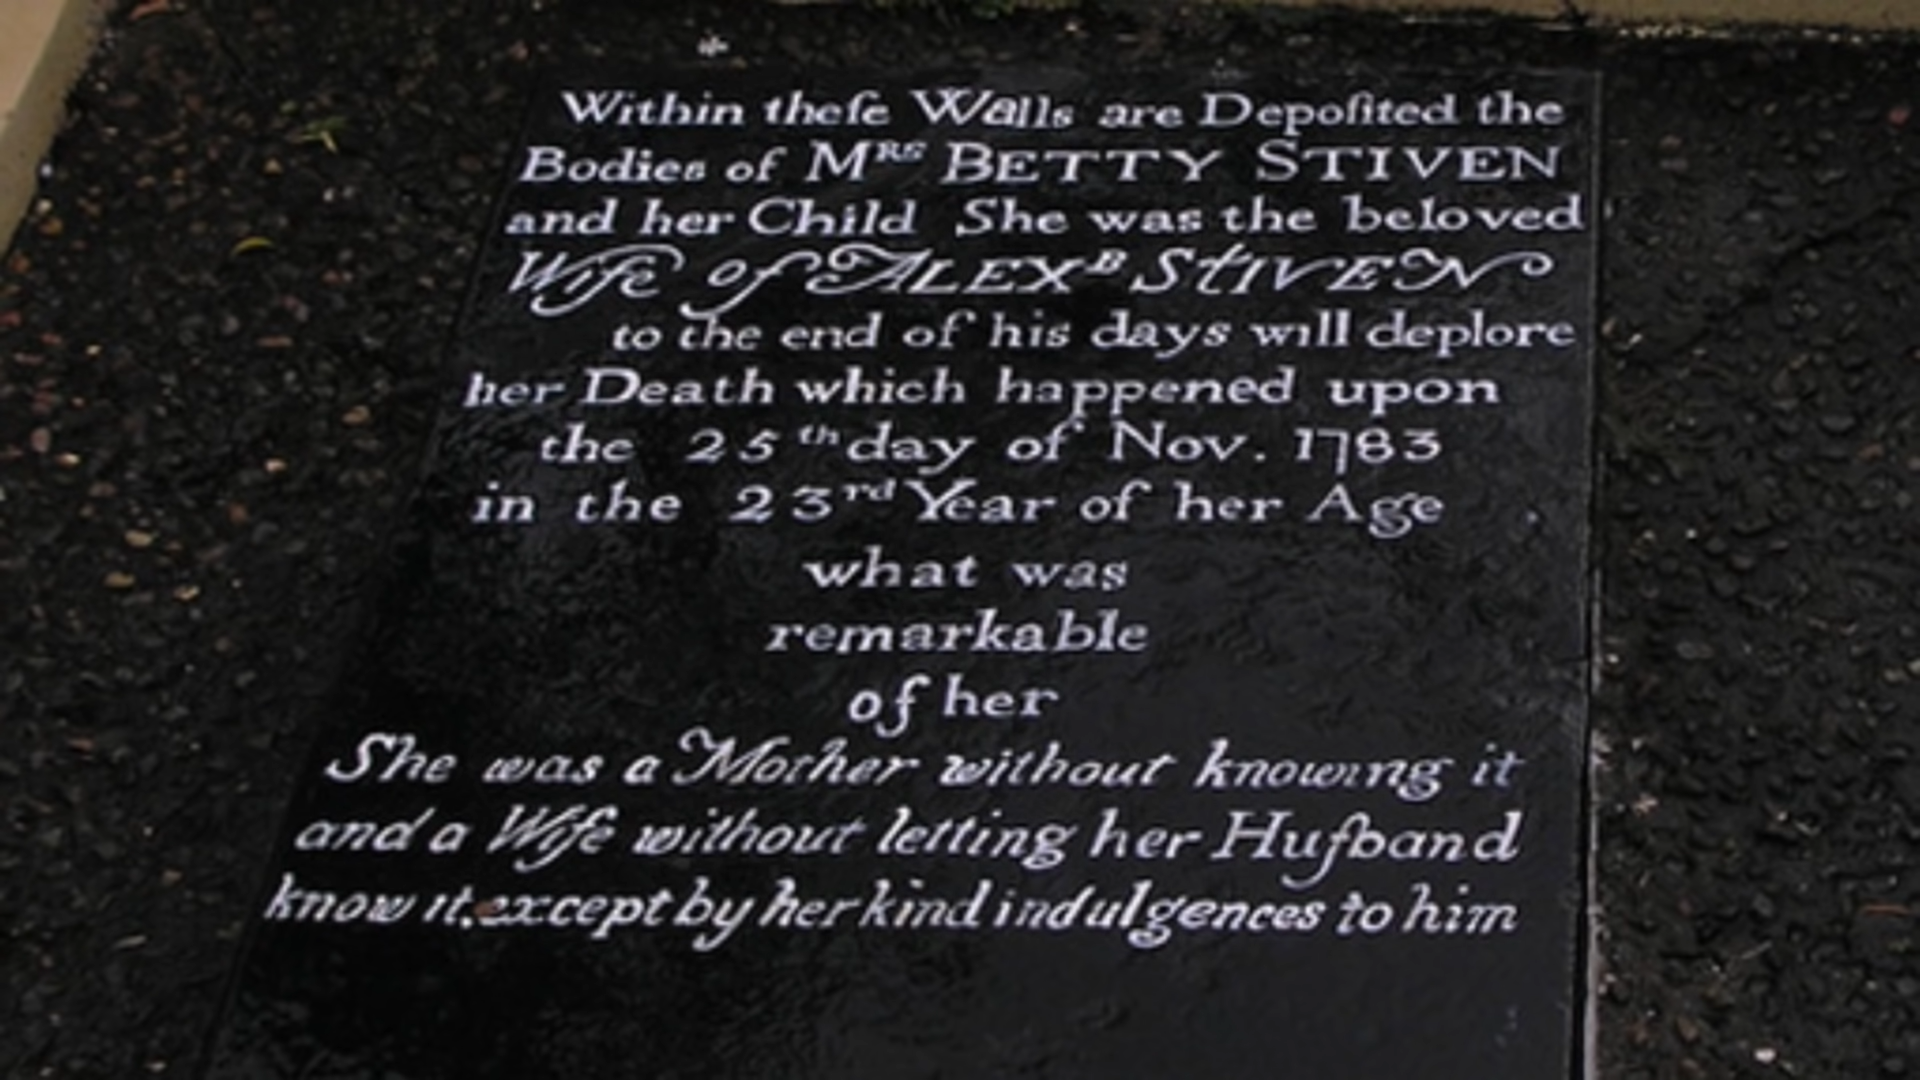 Within theſe Walls are Depoſited the
Bodies of Mrs BETTY STIVEN
and her Child She was the beloved
Wife of ALEXB STIVEN
to the end of his days will deplore
her Death which happened upon
the 25th day of Nov. 1783
in the 23rd Year of her Age
what was
remarkable
of her
She was a Mother without knowing it
and a Wife without letting her Huſband
know it, except by her kind indulgences to him